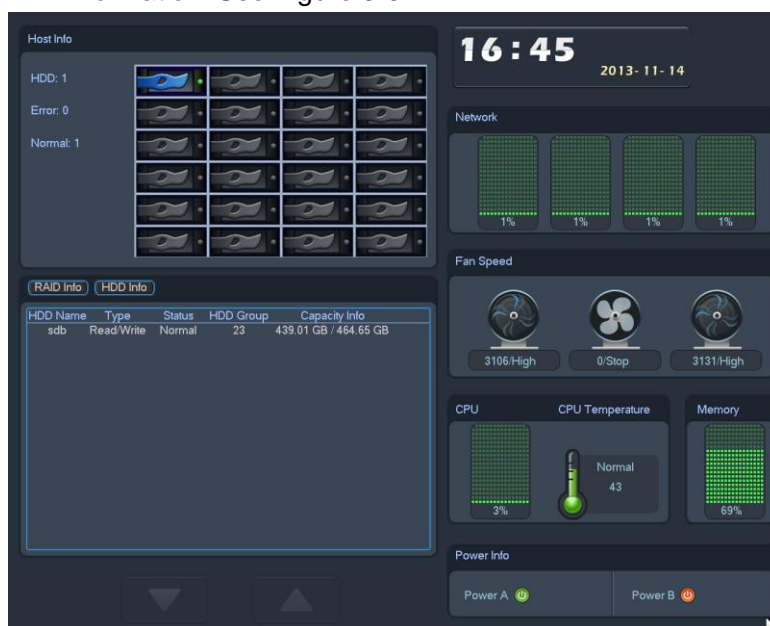 Host Info
HDD: 1
Error: 0
Normal: 1
RAID Info HDD Info
HDD Name Type Status HDD Group Capacity Info
sdb Read/Write Normal 23 439.01 GB / 464.65 GB
16:45
2013-11-14
Network
1% 1% 1% 1%
Fan Speed
3106/High 0/Stop 3131/High
CPU CPU Temperature Memory
Normal
43
3% 69%
Power Info
Power A Power B